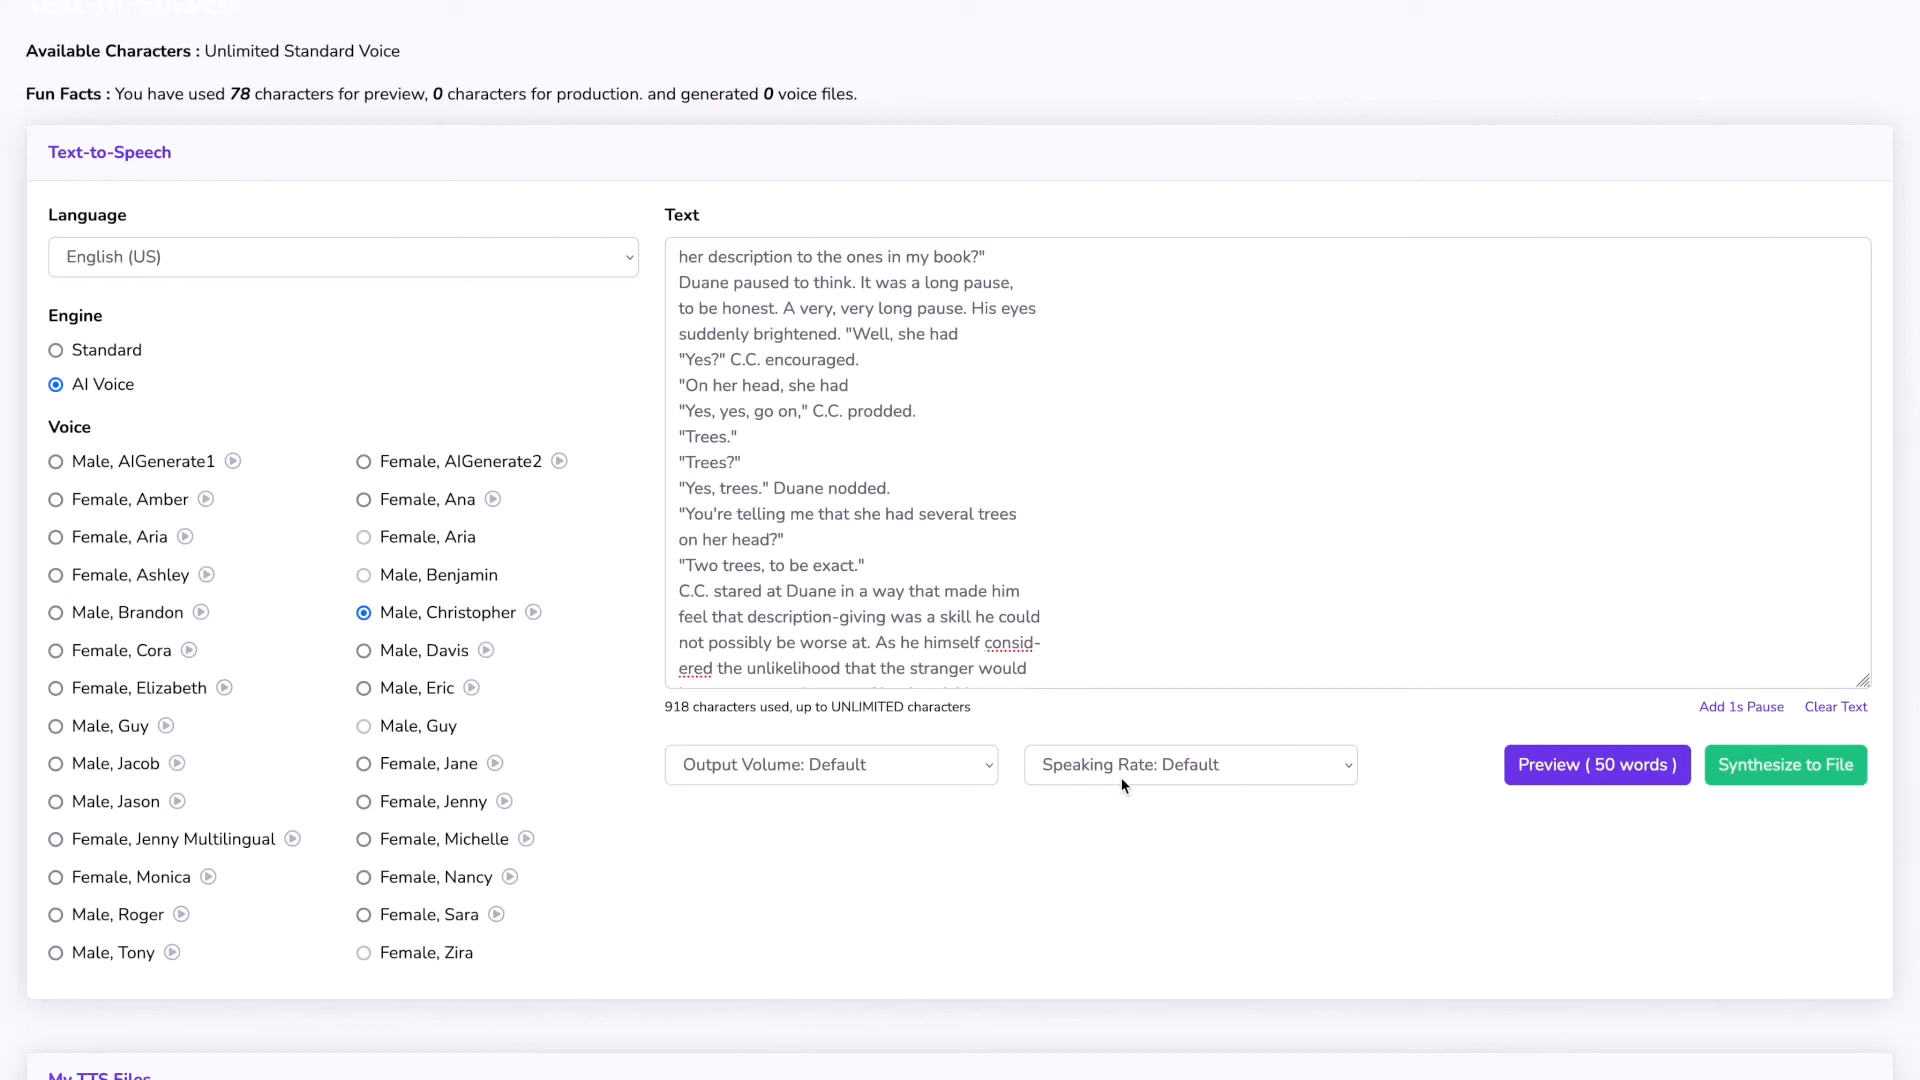 Available Characters : Unlimited Standard Voice
Fun Facts : You have used 78 characters for preview, 0 characters for production. and generated 0 voice files.
Text-to-Speech
Language
English (US)
Engine
Standard
AI Voice
Voice
Male, AIGenerate1
Female, AIGenerate2
Female, Amber
Female, Ana
Female, Aria
Female, Aria
Female, Ashley
Male, Benjamin
Male, Brandon
Male, Christopher
Female, Cora
Male, Davis
Female, Elizabeth
Male, Eric
Male, Guy
Male, Guy
Male, Jacob
Female, Jane
Male, Jason
Female, Jenny
Female, Jenny Multilingual
Female, Michelle
Female, Monica
Female, Nancy
Male, Roger
Female, Sara
Male, Tony
Female, Zira
Text
her description to the ones in my book?"
Duane paused to think. It was a long pause,
to be honest. A very, very long pause. His eyes
suddenly brightened. "Well, she had
"Yes?" C.C. encouraged.
"On her head, she had
"Yes, yes, go on," C.C. prodded.
"Trees."
"Trees?"
"Yes, trees." Duane nodded.
"You're telling me that she had several trees
on her head?"
"Two trees, to be exact."
C.C. stared at Duane in a way that made him
feel that description-giving was a skill he could
not possibly be worse at. As he himself consid-
ered the unlikelihood that the stranger would
918 characters used, up to UNLIMITED characters
Add 1s Pause
Clear Text
Output Volume: Default
Speaking Rate: Default
Preview ( 50 words )
Synthesize to File
My TTS Files